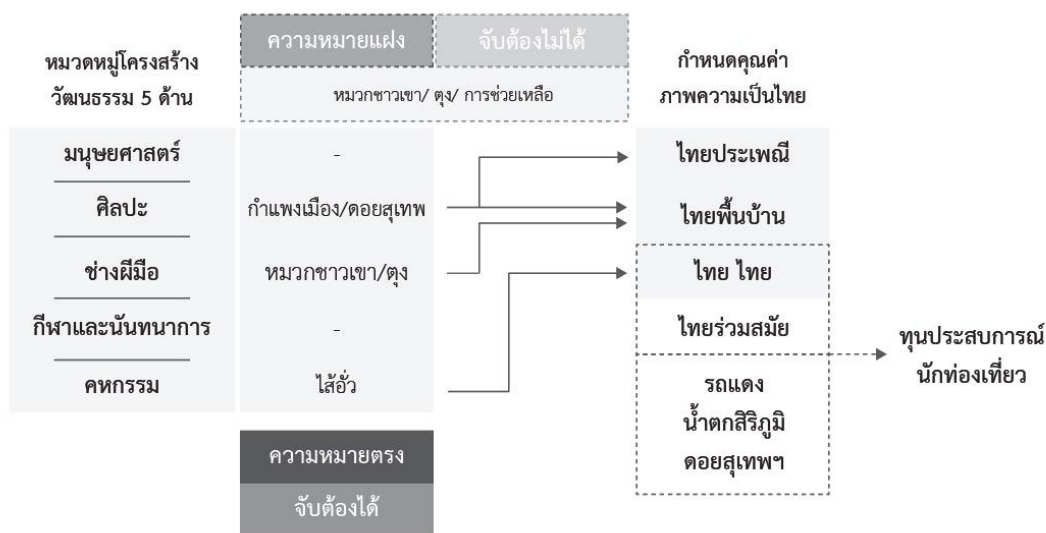 หมวดหมู่โครงสร้าง
วัฒนธรรม 5 ด้าน
ความหมายแฝง
จับต้องไม่ได้
หมวกชาวเขา/ ตุง/ การช่วยเหลือ
กำหนดคุณค่า
ภาพความเป็นไทย
มนุษยศาสตร์
-
ไทยประเพณี
ศิลปะ
กำแพงเมือง/ดอยสุเทพ
ไทยพื้นบ้าน
ช่างฝีมือ
หมวกชาวเขา/ตุง
ไทย ไทย
กีฬาและนันทนาการ
-
ไทยร่วมสมัย
คหกรรม
ไส้อั่ว
รถแดง
น้ำตกสิริภูมิ
ดอยสุเทพฯ
ทุนประสบการณ์
นักท่องเที่ยว
ความหมายตรง
จับต้องได้